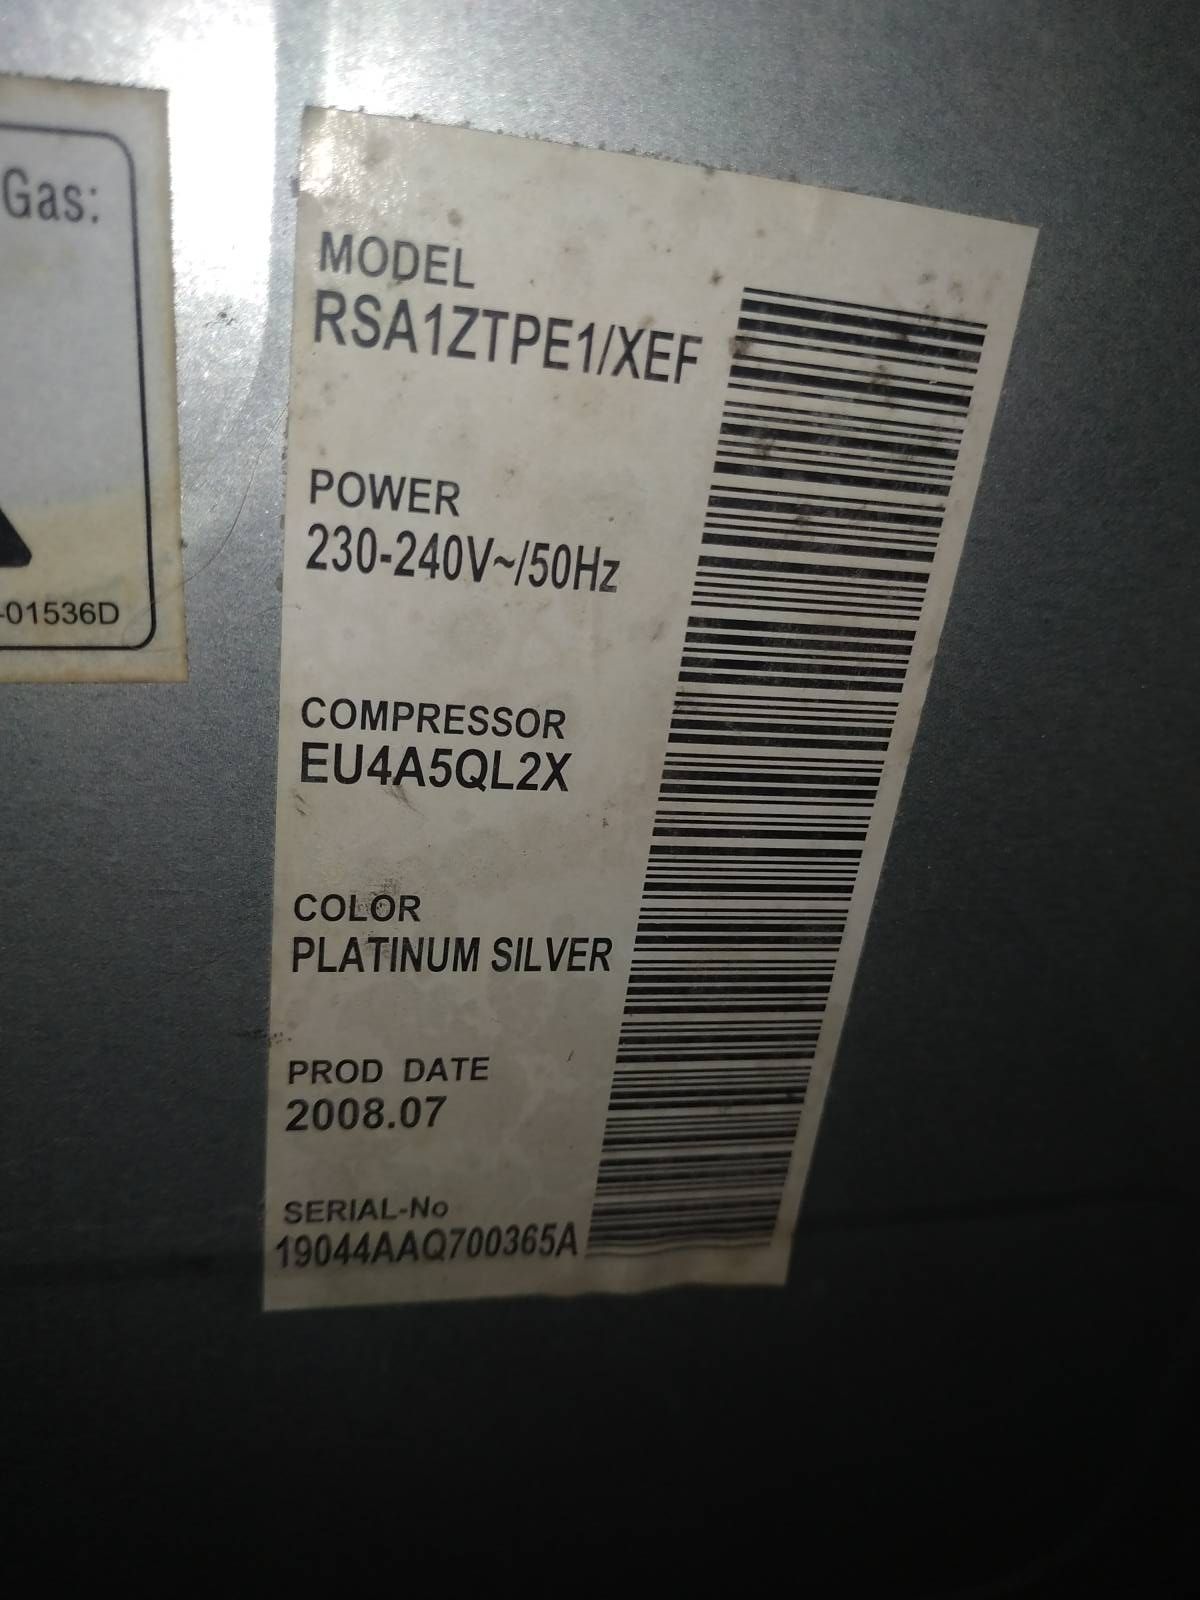 Gas:
-01536D
MODEL
RSA1ZTPE1/XEF
POWER
230-240V~/50Hz
COMPRESSOR
EU4A5QL2X
COLOR
PLATINUM SILVER
PROD DATE
2008.07
SERIAL-No
19044AAQ700365A